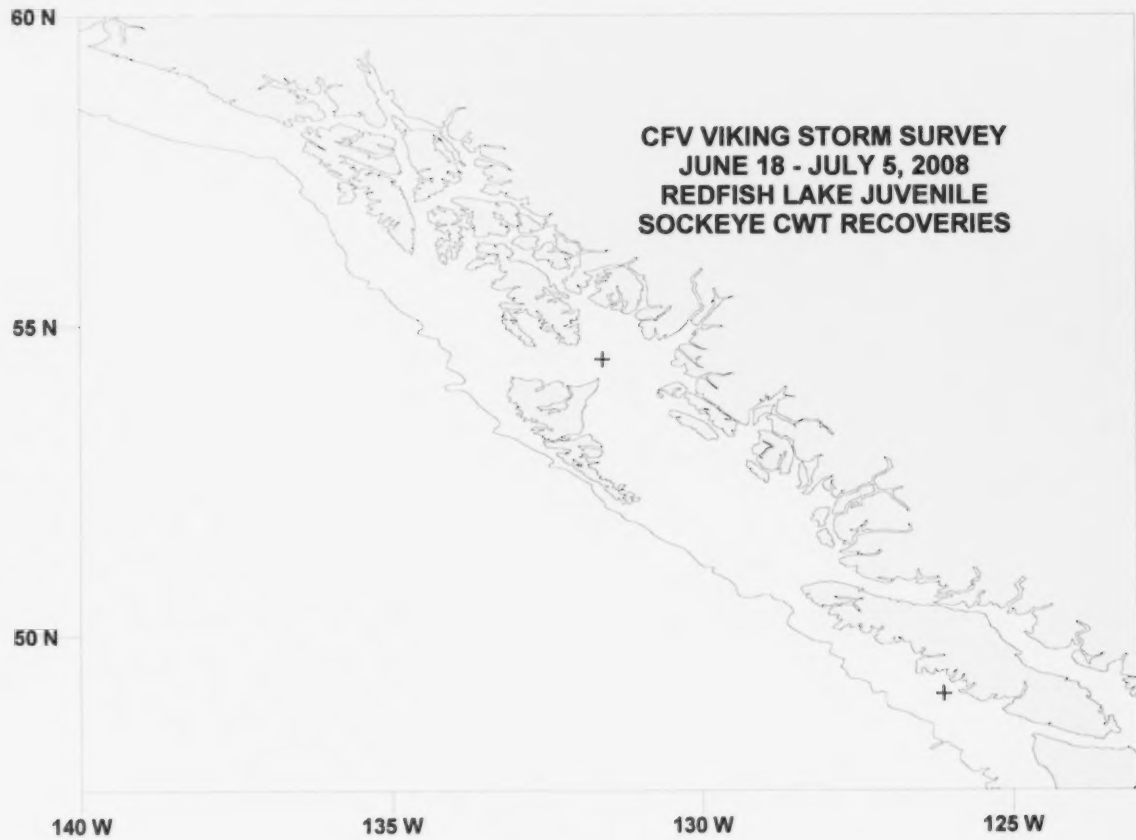 60 N
CFV VIKING STORM SURVEY
JUNE 18 - JULY 5, 2008
REDFISH LAKE JUVENILE
SOCKEYE CWT RECOVERIES
55 N
50 N
140 W
135 W
130 W
125 W